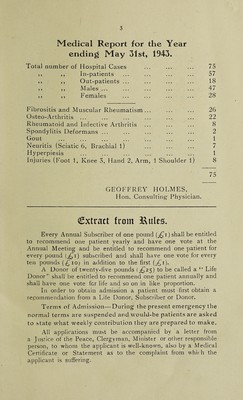 3
Medical Report for the Year
ending May 31st, 1943.
Total number of Hospital Cases ... ... ... 75
,, ,, In-patients ... ... ... 57
,, ,, Out-patients ... ... ... 18
,, ,, Males ... ... ... ... 47
,, ,, Females ... ... ... 28
Fibrositis and Muscular Rheumatism ... ... ... 26
Osteo-Arthritis ... ... ... ... ... 22
Rheumatoid and Infective Arthritis ... ... ... 8
Spondylitis Deformans ... ... ... ... 2
Gout ... ... ... ... ... ... 1
Neuritis (Sciatic 6, Brachial 1) ... ... ... 7
Hyperpiesis ... ... ... ... ... 1
Injuries (Foot 1, Knee 3, Hand 2, Arm, 1 Shoulder 1) 8
75
GEOFFREY HOLMES,
Hon. Consulting Physician.
Extract from Rules.
Every Annual Subscriber of one pound (£1) shall be entitled
to recommend one patient yearly and have one vote at the
Annual Meeting and be entitled to recommend one patient for
every pound (£1) subscribed and shall have one vote for every
ten pounds (£10) in addition to the first (£1).
A Donor of twenty-five pounds (£25) to be called a "Life
Donor" shall be entitled to recommend one patient annually and
shall have one vote for life and so on in like proportion.
In order to obtain admission a patient must first obtain a
recommendation from a Life Donor, Subscriber or Donor.
Terms of Admission—During the present emergency the
normal terms are suspended and would-be patients are asked
to state what weekly contribution they are prepared to make.
All applications must be accompanied by a letter from
a Justice of the Peace, Clergyman, Minister or other responsible
person, to whom the applicant is well-known, also by a Medical
Certificate or Statement as to the complaint from which the
applicant is suffering.